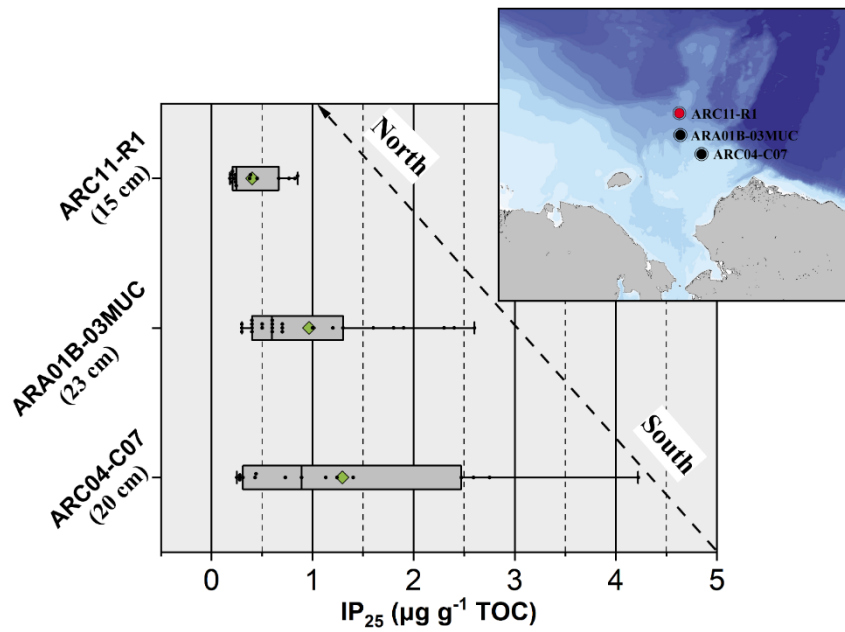 ARC11-R1
ARA01B-03MUC
ARC04-C07
North
South
ARC11-R1
(15 cm)
ARA01B-03MUC
(23 cm)
ARC04-C07
(20 cm)
0 1 2 3 4 5
IP₂₅ (µg g⁻¹ TOC)